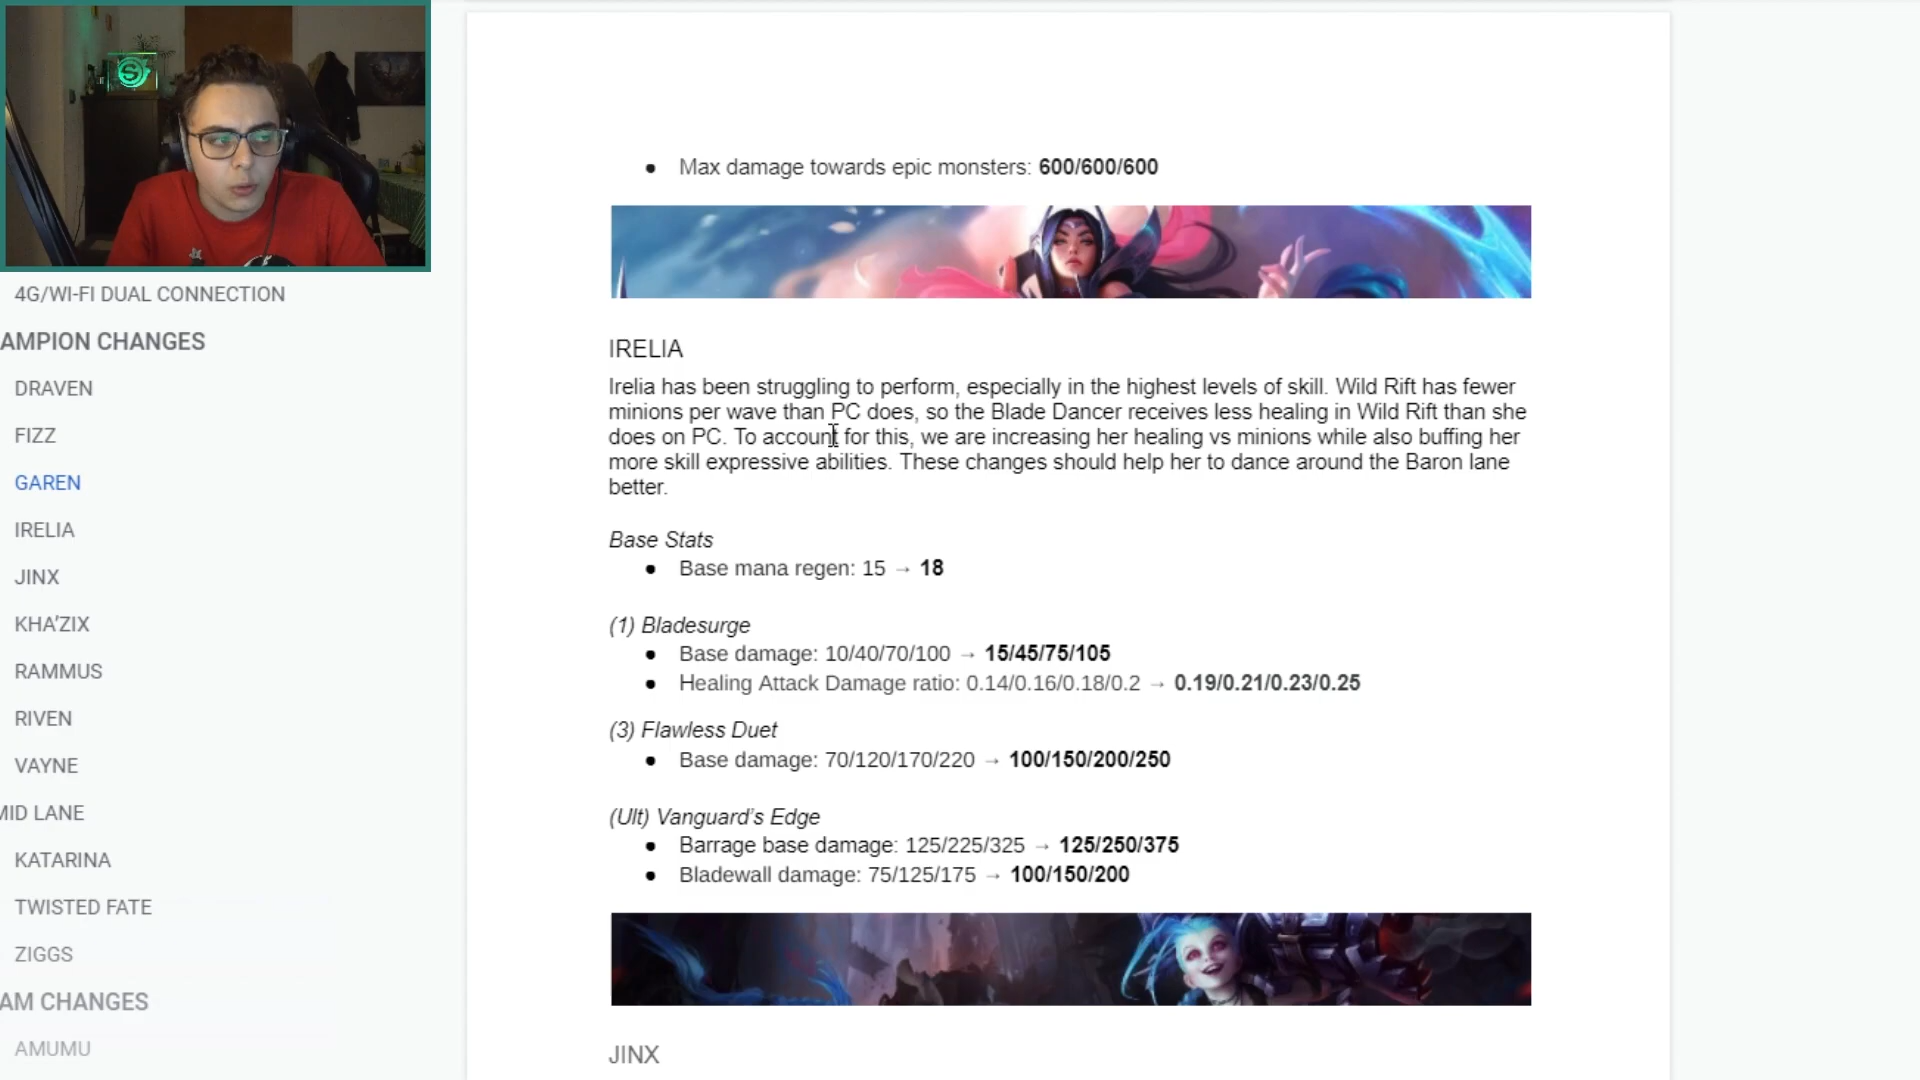 4G/WI-FI DUAL CONNECTION
AMPION CHANGES
DRAVEN
FIZZ
GAREN
IRELIA
JINX
KHA'ZIX
RAMMUS
RIVEN
VAYNE
MID LANE
KATARINA
TWISTED FATE
ZIGGS
AM CHANGES
AMUMU
● Max damage towards epic monsters: 600/600/600
IRELIA
Irelia has been struggling to perform, especially in the highest levels of skill. Wild Rift has fewer
minions per wave than PC does, so the Blade Dancer receives less healing in Wild Rift than she
does on PC. To account for this, we are increasing her healing vs minions while also buffing her
more skill expressive abilities. These changes should help her to dance around the Baron lane
better.
Base Stats
● Base mana regen: 15 → 18
(1) Bladesurge
● Base damage: 10/40/70/100 → 15/45/75/105
● Healing Attack Damage ratio: 0.14/0.16/0.18/0.2 → 0.19/0.21/0.23/0.25
(3) Flawless Duet
● Base damage: 70/120/170/220 → 100/150/200/250
(Ult) Vanguard's Edge
● Barrage base damage: 125/225/325 → 125/250/375
● Bladewall damage: 75/125/175 → 100/150/200
JINX